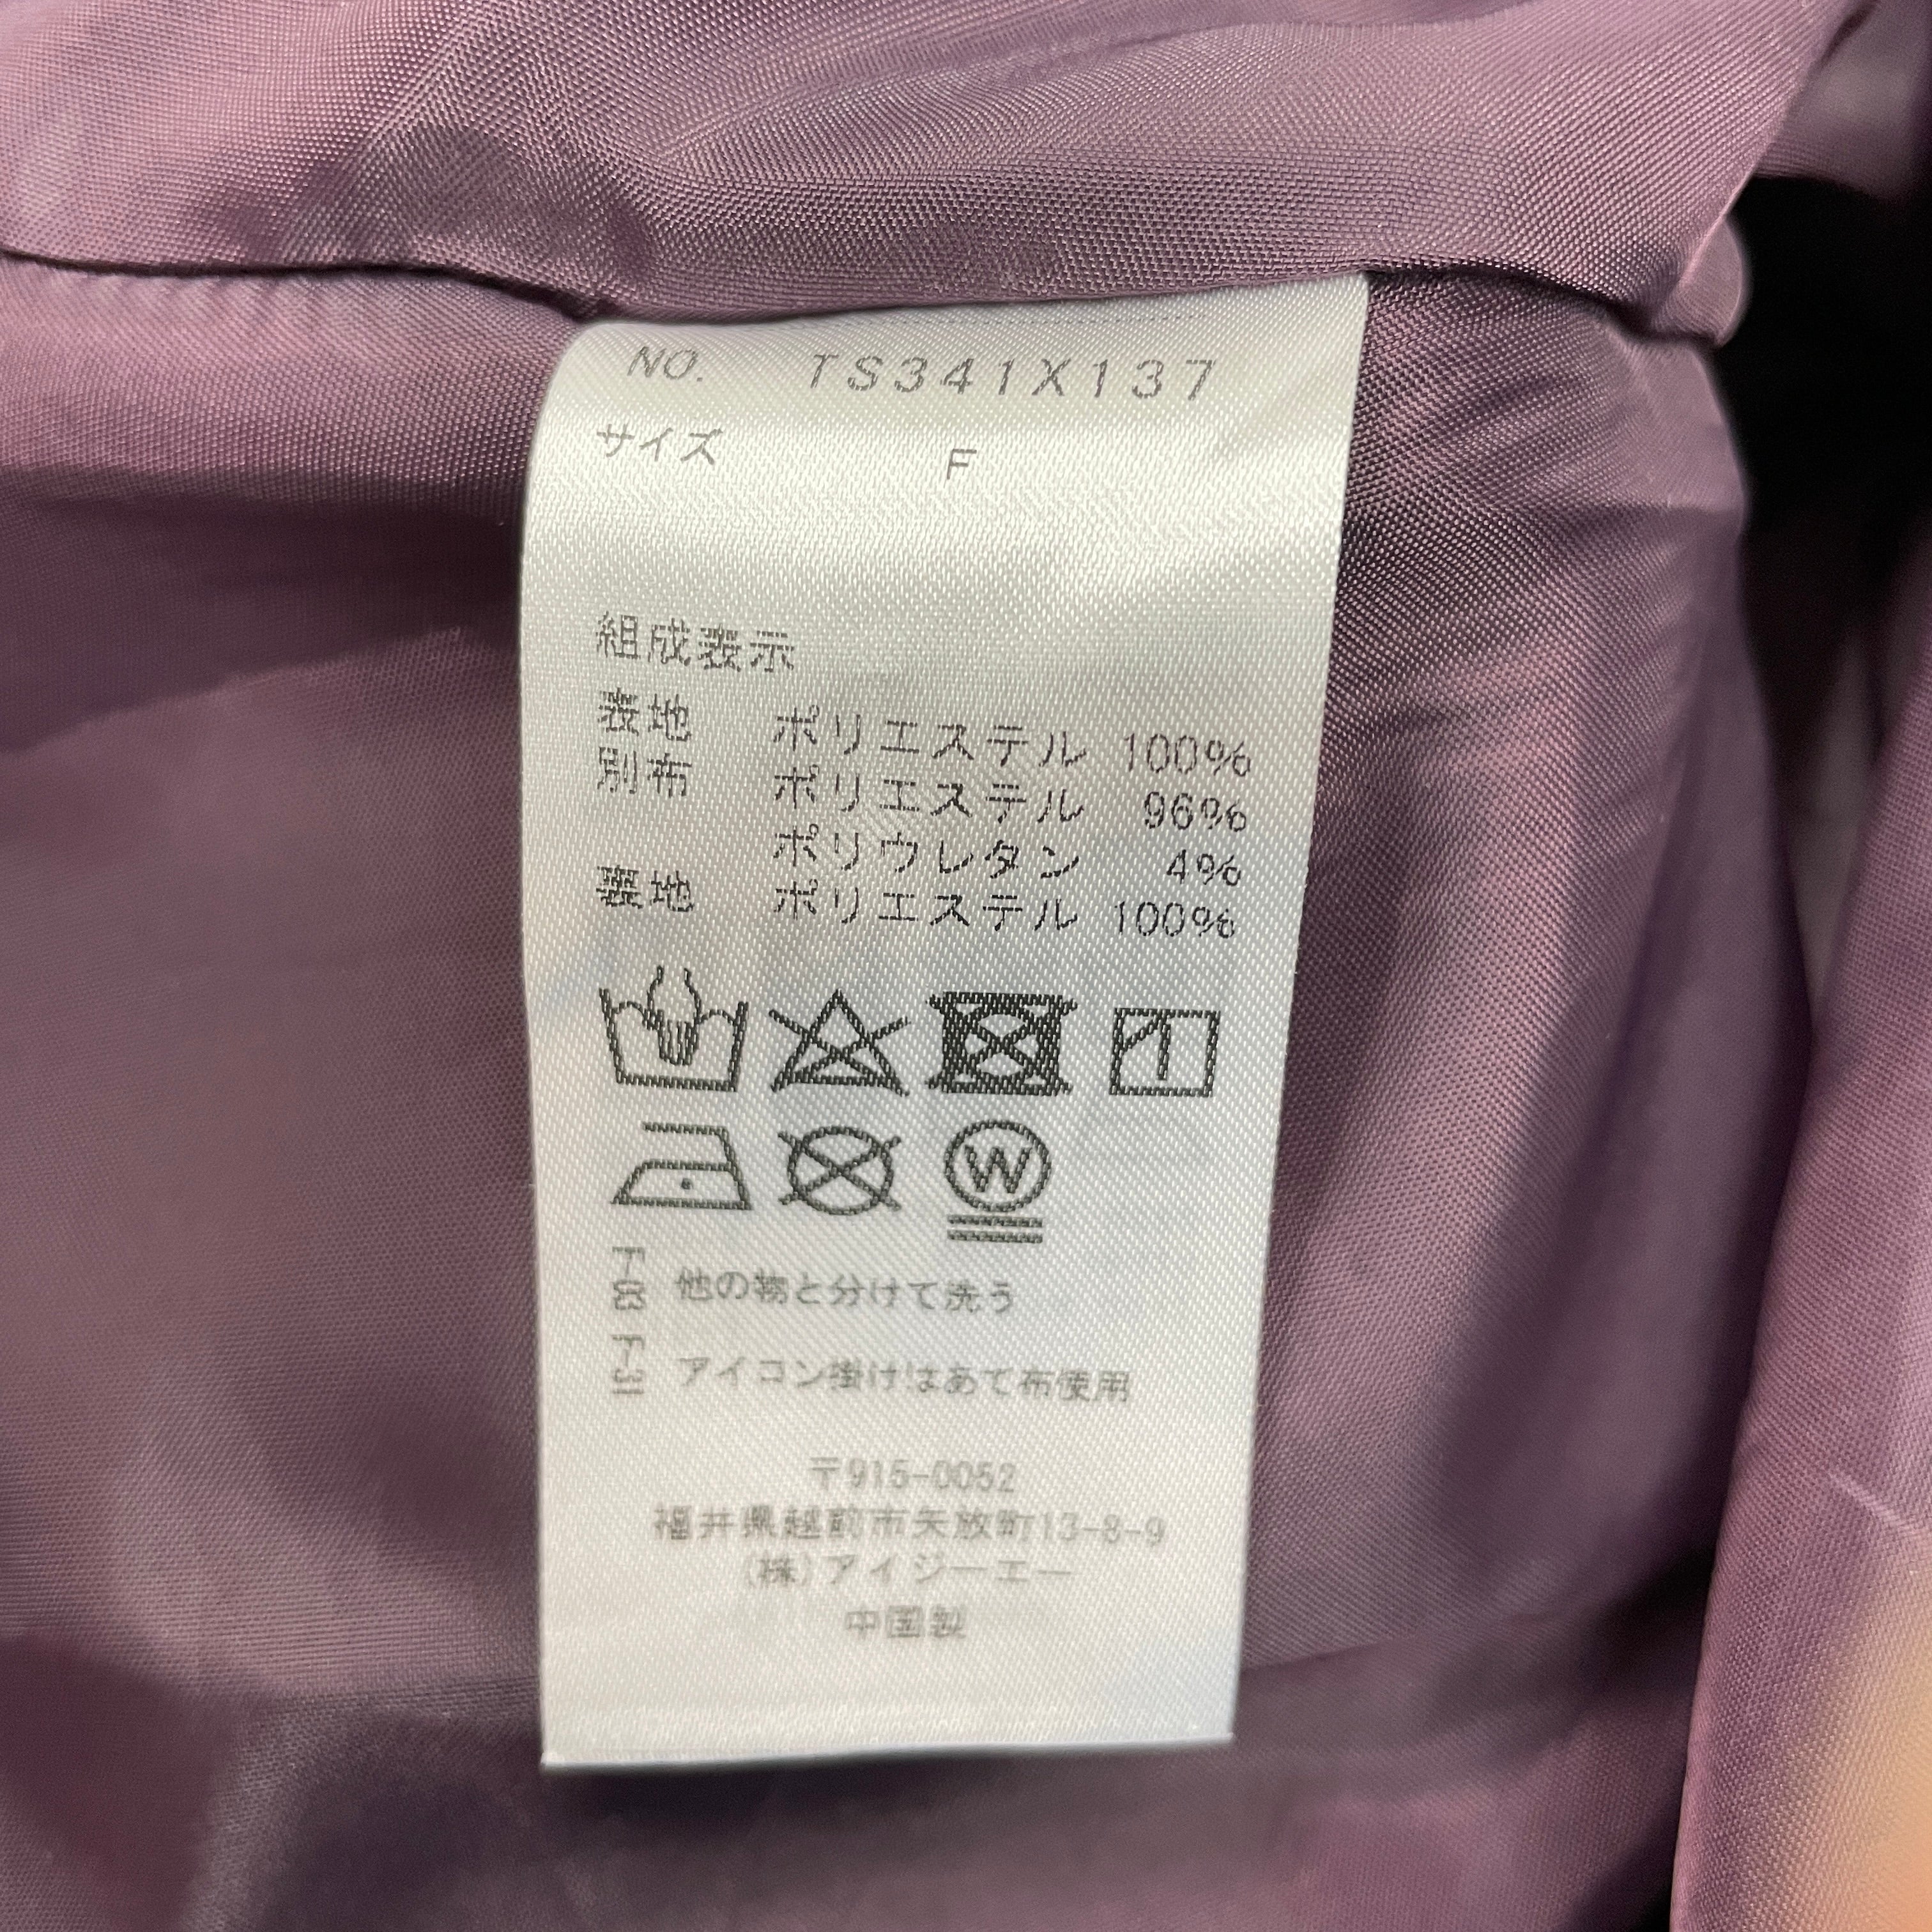 NO. TS341X137
サイズ F
組成表示
表地 ポリエステル 100%
別布 ポリエステル 96%
ポリウレタン 4%
裏地 ポリエステル 100%
W
F-03 他の物と分けて洗う
F-31 アイコン掛けはあて布使用
〒915-0052
福井県越前市矢放町13-8-9
(株)アイジーエー
中国製